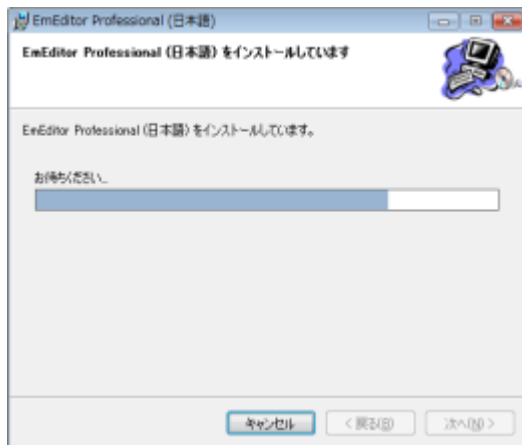 EmEditor Professional (日本語)
EmEditor Professional (日本語) をインストールしています
EmEditor Professional (日本語) をインストールしています。
お待ちください...
キャンセル
< 戻る(B)
次へ(N) >